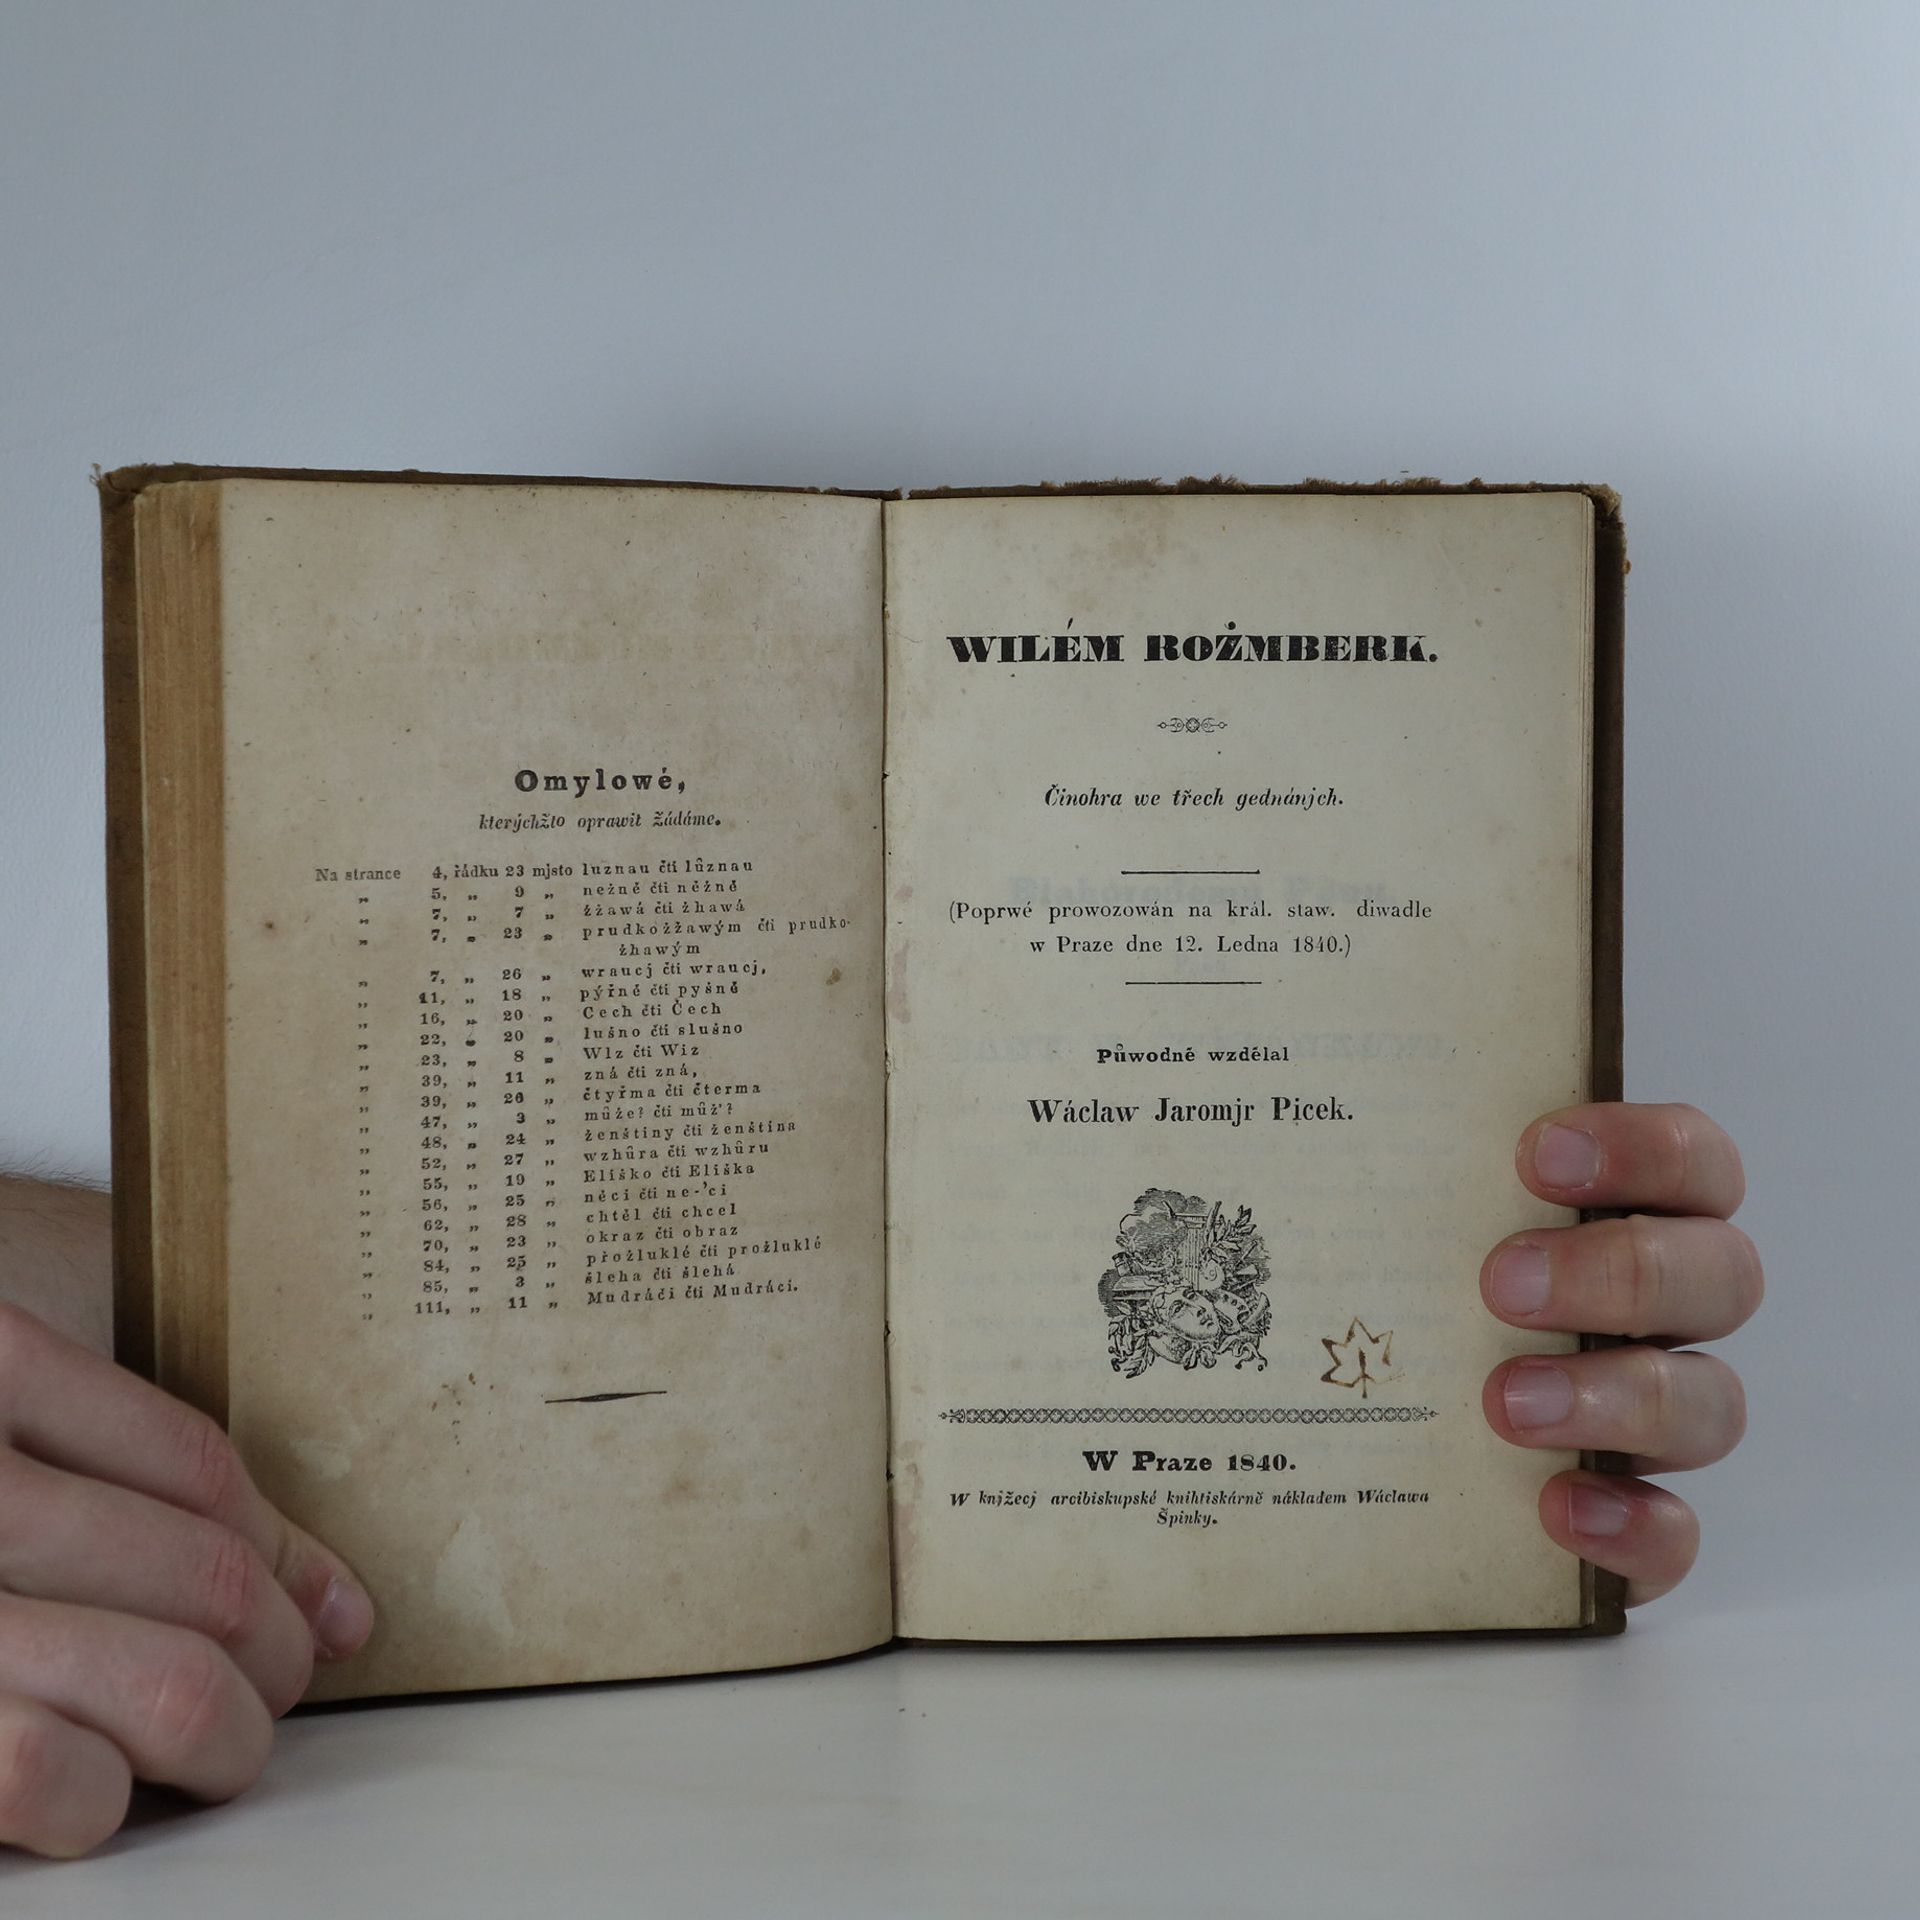 Omylowé,
kterýchžto oprawit žádáme.
Na strance 4, řádku 23 mjsto luznau čti lůznau
„ 5, „ 9 „ nežně čti něžně
„ 7, „ 7 „ žžawá čti žhawá
„ 7, „ 23 „ prudkožžawým čti prudko-
žhawým
„ 7, „ 26 „ wraucj čti wraucj,
„ 11, „ 18 „ pýřně čti pyšně
„ 16, „ 20 „ Cech čti Čech
„ 22, „ 20 „ lušno čti slušno
„ 23, „ 8 „ Wlz čti Wiz
„ 39, „ 11 „ zná čti zná,
„ 39, „ 26 „ čtyřma čti čterma
„ 47, „ 3 „ může? čti můž'?
„ 48, „ 24 „ ženštiny čti ženština
„ 52, „ 27 „ wzhůra čti wzhůru
„ 55, „ 19 „ Eliško čti Eliška
„ 56, „ 25 „ něci čti ne-'ci
„ 62, „ 28 „ chtěl čti chcel
„ 70, „ 23 „ okraz čti obraz
„ 84, „ 25 „ přožluklé čti prožluklé
„ 85, „ 3 „ šleha čti šlehá
„ 111, „ 11 „ Mudráči čti Mudráci.
WILÉM ROŽMBERK.
Činohra we třech gednánjch.
(Poprwé prowozowán na král. staw. diwadle
w Praze dne 12. Ledna 1840.)
Půwodně wzdělal
Wáclaw Jaromjr Picek.
W Praze 1840.
W knjžecj arcibiskupské knihtiskárně nákladem Wáclawa
Špinky.